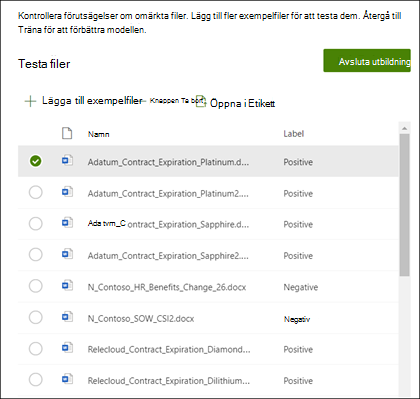 Kontrollera förutsägelser om omärkta filer. Lägg till fler exempelfiler för att testa dem. Återgå till
Träna för att förbättra modellen.
Testa filer
Avsluta utbildning
Lägga till exempelfiler – Knappen Ta bort Öppna i Etikett
Namn Label
Adatum_Contract_Expiration_Platinum.d... Positive
Adatum_Contract_Expiration_Platinum2.... Positive
Ada tvm_C ontract_Expiration_Sapphire.d... Positive
Adatum_Contract_Expiration_Sapphire2.... Positive
N_Contoso_HR_Benefits_Change_26.docx Negative
N_Contoso_SOW_CSI2.docx Negativ
Relecloud_Contract_Expiration_Diamond... Positive
Relecloud_Contract_Expiration_Dilithium... Positive